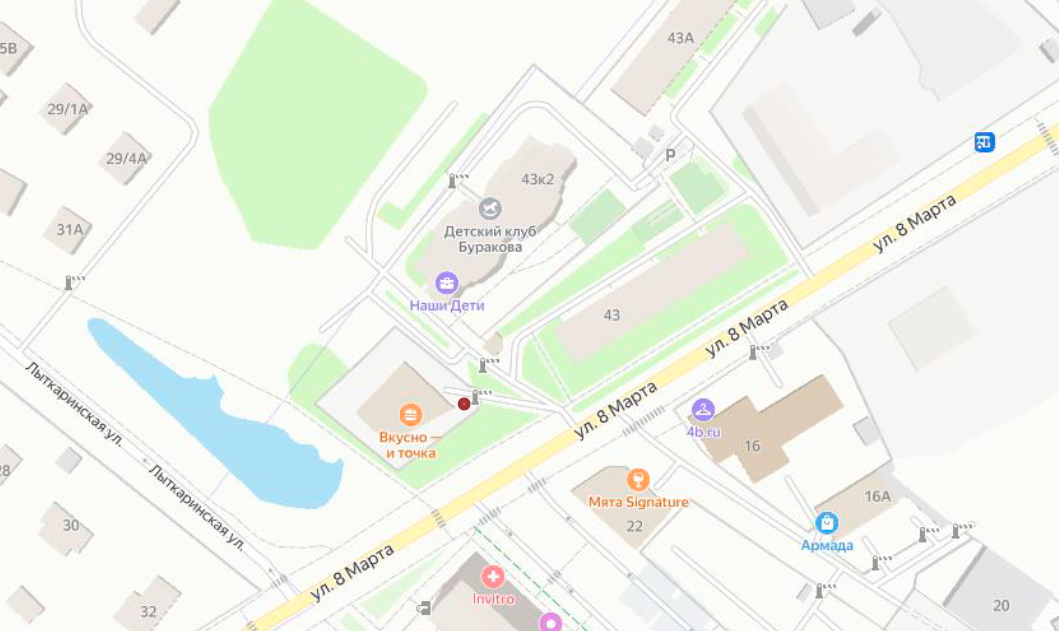 43А
5В
29/1А
29/4А
P
43к2
31А
Детский клуб
Буракова
ул. 8 Марта
Наши Дети
43
ул. 8 Марта
Лыткаринская ул.
ул. 8 Марта
4b.ru
Вкусно —
и точка
16
28
Лыткаринская ул.
Мята Signature
16А
30
22
Армада
ул. 8 Марта
Invitro
32
20